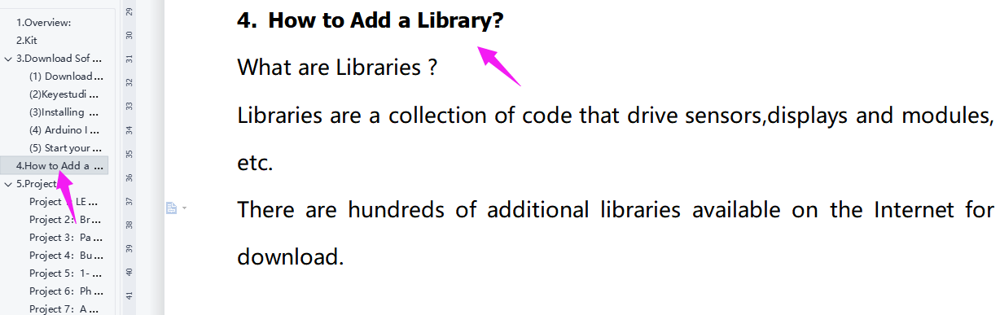 1.Overview:
2.Kit
3.Download Sof ...
(1) Download ...
(2)Keyestudi ...
(3)Installing ...
(4) Arduino I ...
(5) Start your ...
4.How to Add a ...
5.Project
Project 1: LE ...
Project 2: Br...
Project 3: Pa ...
Project 4: Bu ...
Project 5: 1- ...
Project 6: Ph ...
Project 7: A ...
29
30
31
32
33
34
35
36
37
38
39
40
41
4. How to Add a Library?
What are Libraries ?
Libraries are a collection of code that drive sensors,displays and modules,
etc.
There are hundreds of additional libraries available on the Internet for
download.